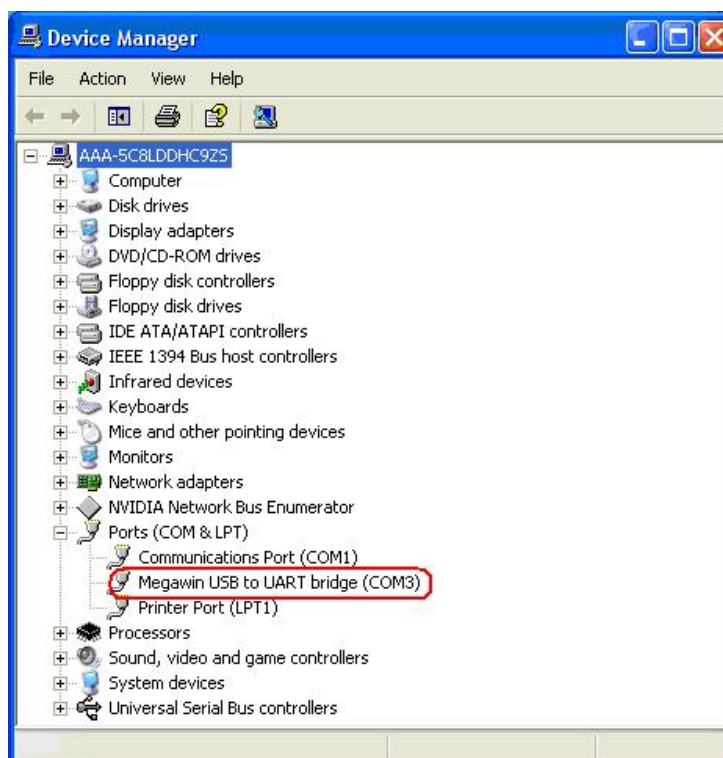 Device Manager
File Action View Help
AAA-5C8LDDHC9Z5
Computer
Disk drives
Display adapters
DVD/CD-ROM drives
Floppy disk controllers
Floppy disk drives
IDE ATA/ATAPI controllers
IEEE 1394 Bus host controllers
Infrared devices
Keyboards
Mice and other pointing devices
Monitors
Network adapters
NVIDIA Network Bus Enumerator
Ports (COM & LPT)
Communications Port (COM1)
Megawin USB to UART bridge (COM3)
Printer Port (LPT1)
Processors
Sound, video and game controllers
System devices
Universal Serial Bus controllers